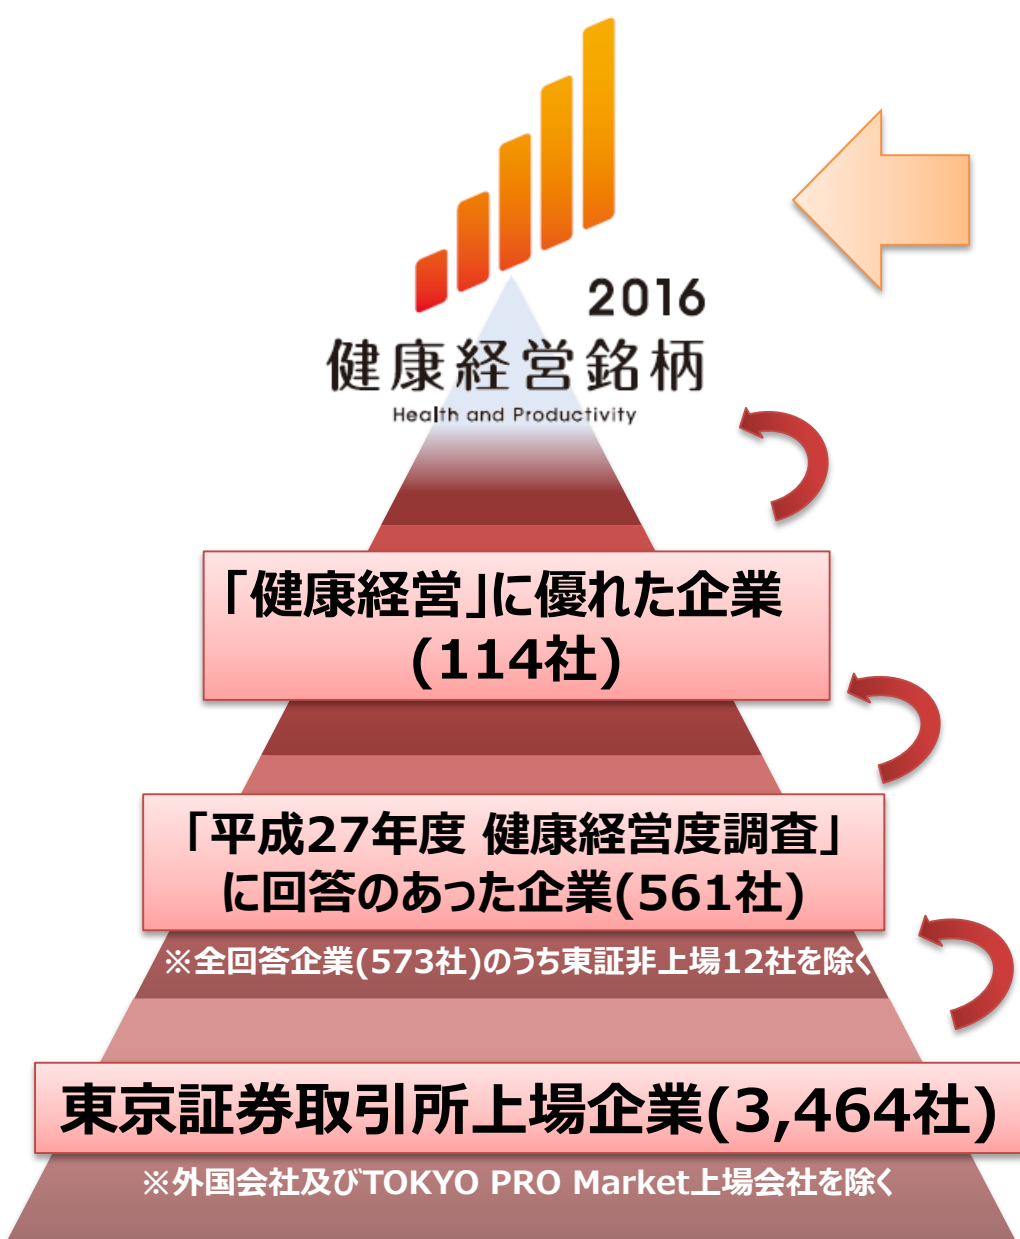 2016
健康経営銘柄
Health and Productivity
「健康経営」に優れた企業
(114社)
「平成27年度 健康経営度調査」
に回答のあった企業(561社)
※全回答企業(573社)のうち東証非上場12社を除く
東京証券取引所上場企業(3,464社)
※外国会社及びTOKYO PRO Market上場会社を除く